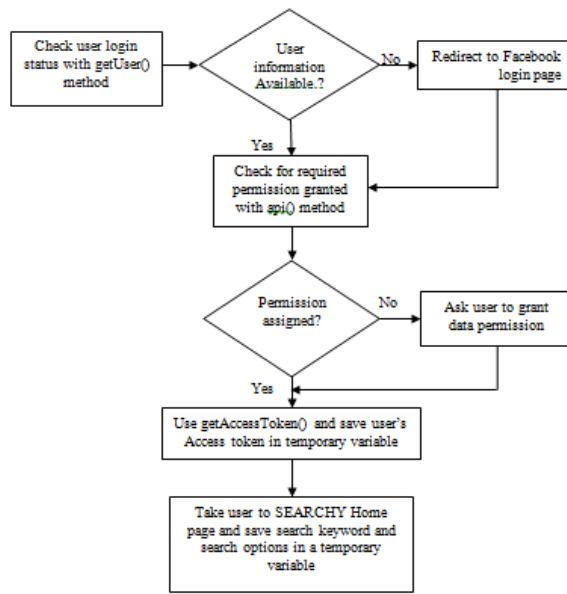 Check user login
status with getUser()
method
User
information
Available.?
No
Redirect to Facebook
login page
Yes
Check for required
permission granted
with api() method
Permission
assigned?
No
Ask user to grant
data permission
Yes
Use getAccessToken() and save user's
Access token in temporary variable
Take user to SEARCHY Home
page and save search keyword and
search options in a temporary
variable